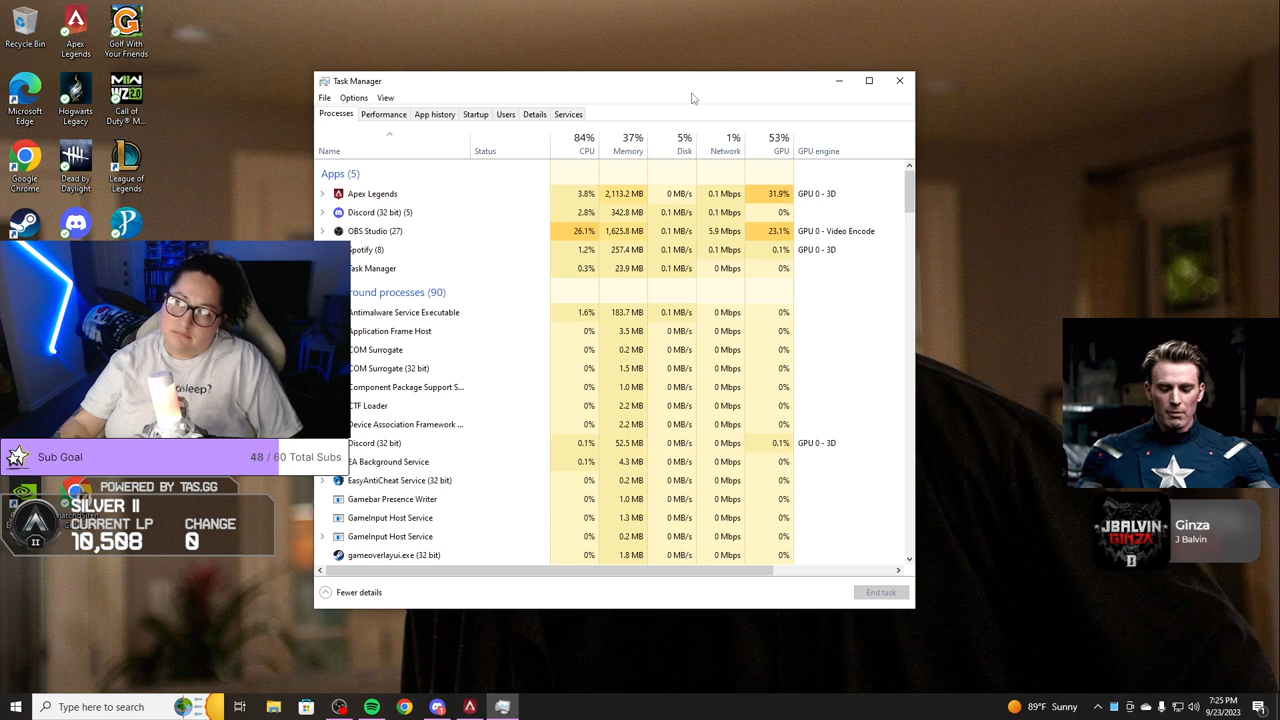 Recycle Bin
Apex
Legends
Golf With
Your Friends
Microsoft
Edge
Hogwarts
Legacy
Call of
Duty® M...
Google
Chrome
Dead by
Daylight
League of
Legends
MW
WZ2.0
Task Manager
File Options View
Processes Performance App history Startup Users Details Services
84% 37% 5% 1% 53%
Name Status CPU Memory Disk Network GPU GPU engine
Apps (5)
Apex Legends 3.8% 2,113.2 MB 0 MB/s 0.1 Mbps 31.9% GPU 0 - 3D
Discord (32 bit) (5) 2.8% 342.8 MB 0.1 MB/s 0.1 Mbps 0%
OBS Studio (27) 26.1% 1,625.8 MB 0.1 MB/s 5.9 Mbps 23.1% GPU 0 - Video Encode
Spotify (8) 1.2% 257.4 MB 0.1 MB/s 0.1 Mbps 0.1% GPU 0 - 3D
Task Manager 0.3% 23.9 MB 0.1 MB/s 0 Mbps 0%
round processes (90)
Antimalware Service Executable 1.6% 183.7 MB 0.1 MB/s 0 Mbps 0%
Application Frame Host 0% 3.5 MB 0 MB/s 0 Mbps 0%
COM Surrogate 0% 0.2 MB 0 MB/s 0 Mbps 0%
COM Surrogate (32 bit) 0% 1.5 MB 0 MB/s 0 Mbps 0%
Component Package Support S... 0% 1.0 MB 0 MB/s 0 Mbps 0%
CTF Loader 0% 2.2 MB 0 MB/s 0 Mbps 0%
Device Association Framework ... 0% 2.2 MB 0 MB/s 0 Mbps 0%
Discord (32 bit) 0.1% 52.5 MB 0 MB/s 0 Mbps 0.1% GPU 0 - 3D
EA Background Service 0.1% 4.3 MB 0 MB/s 0 Mbps 0%
EasyAntiCheat Service (32 bit) 0% 0.2 MB 0 MB/s 0 Mbps 0%
Gamebar Presence Writer 0% 1.0 MB 0 MB/s 0 Mbps 0%
GameInput Host Service 0% 1.3 MB 0 MB/s 0 Mbps 0%
GameInput Host Service 0% 0.2 MB 0 MB/s 0 Mbps 0%
gameoverlayui.exe (32 bit) 0% 1.8 MB 0 MB/s 0 Mbps 0%
Fewer details End task
pepsi
asleep?
Sub Goal 48 / 60 Total Subs
POWERED BY TAS.GG
SILVER II
CURRENT LP CHANGE
10,508 0
II
JBALVIN
GINZA
Ginza
J Balvin
Type here to search
89°F Sunny
7:25 PM
9/23/2023
1